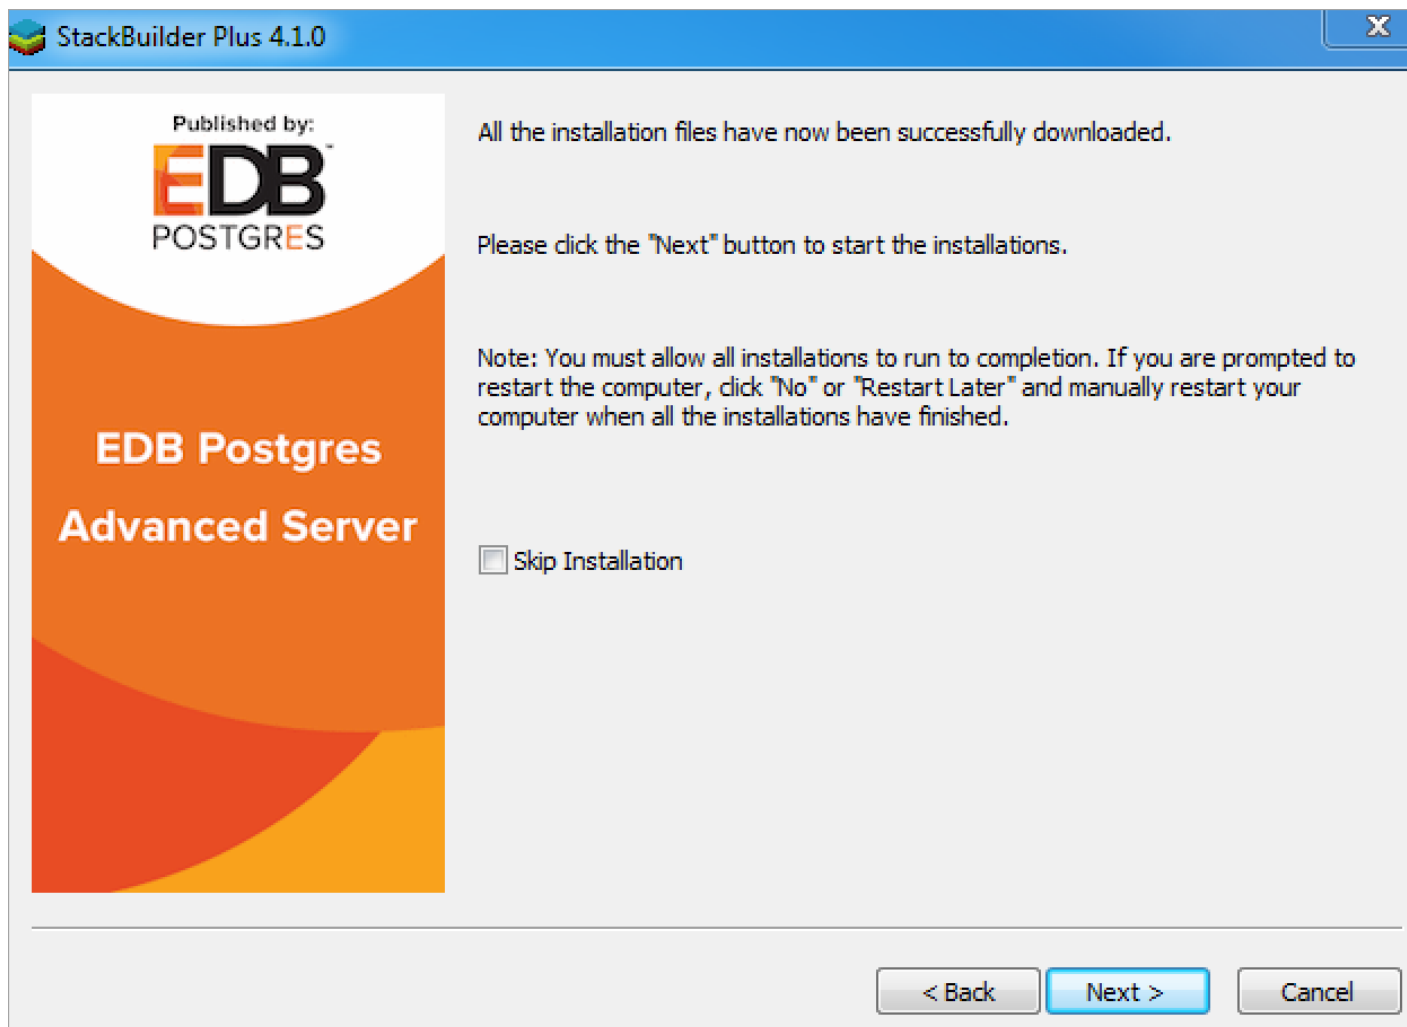 StackBuilder Plus 4.1.0
X
Published by:
EDB™
POSTGRES
EDB Postgres
Advanced Server
All the installation files have now been successfully downloaded.
Please click the "Next" button to start the installations.
Note: You must allow all installations to run to completion. If you are prompted to
restart the computer, click "No" or "Restart Later" and manually restart your
computer when all the installations have finished.
Skip Installation
< Back
Next >
Cancel